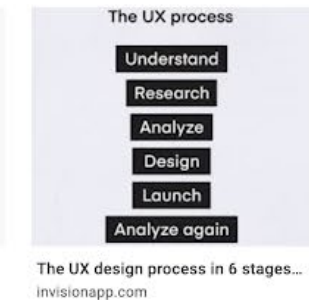 The UX process
Understand
Research
Analyze
Design
Launch
Analyze again
The UX design process in 6 stages...
invisionapp.com